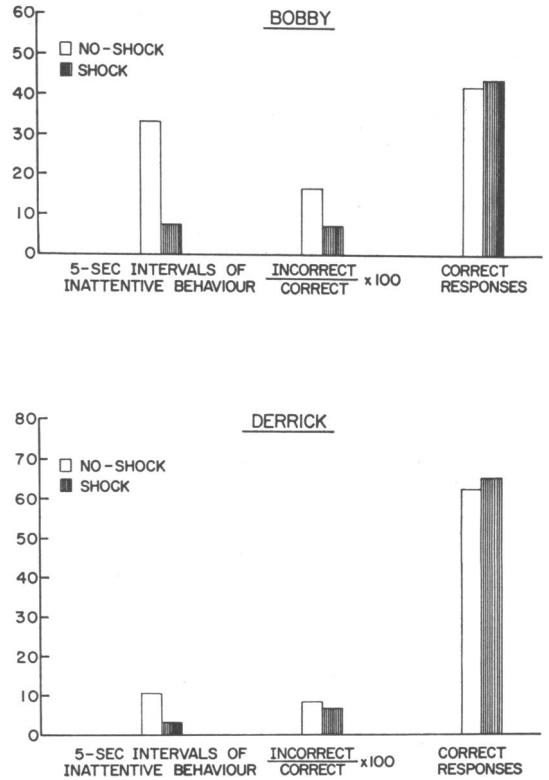 BOBBY
60
50
40
30
20
10
0
NO-SHOCK
SHOCK
5-SEC INTERVALS OF
INATTENTIVE BEHAVIOUR
INCORRECT
CORRECT
x100
CORRECT
RESPONSES
DERRICK
80
70
60
50
40
30
20
10
0
NO-SHOCK
SHOCK
5-SEC INTERVALS OF
INATTENTIVE BEHAVIOUR
INCORRECT
CORRECT
x100
CORRECT
RESPONSES